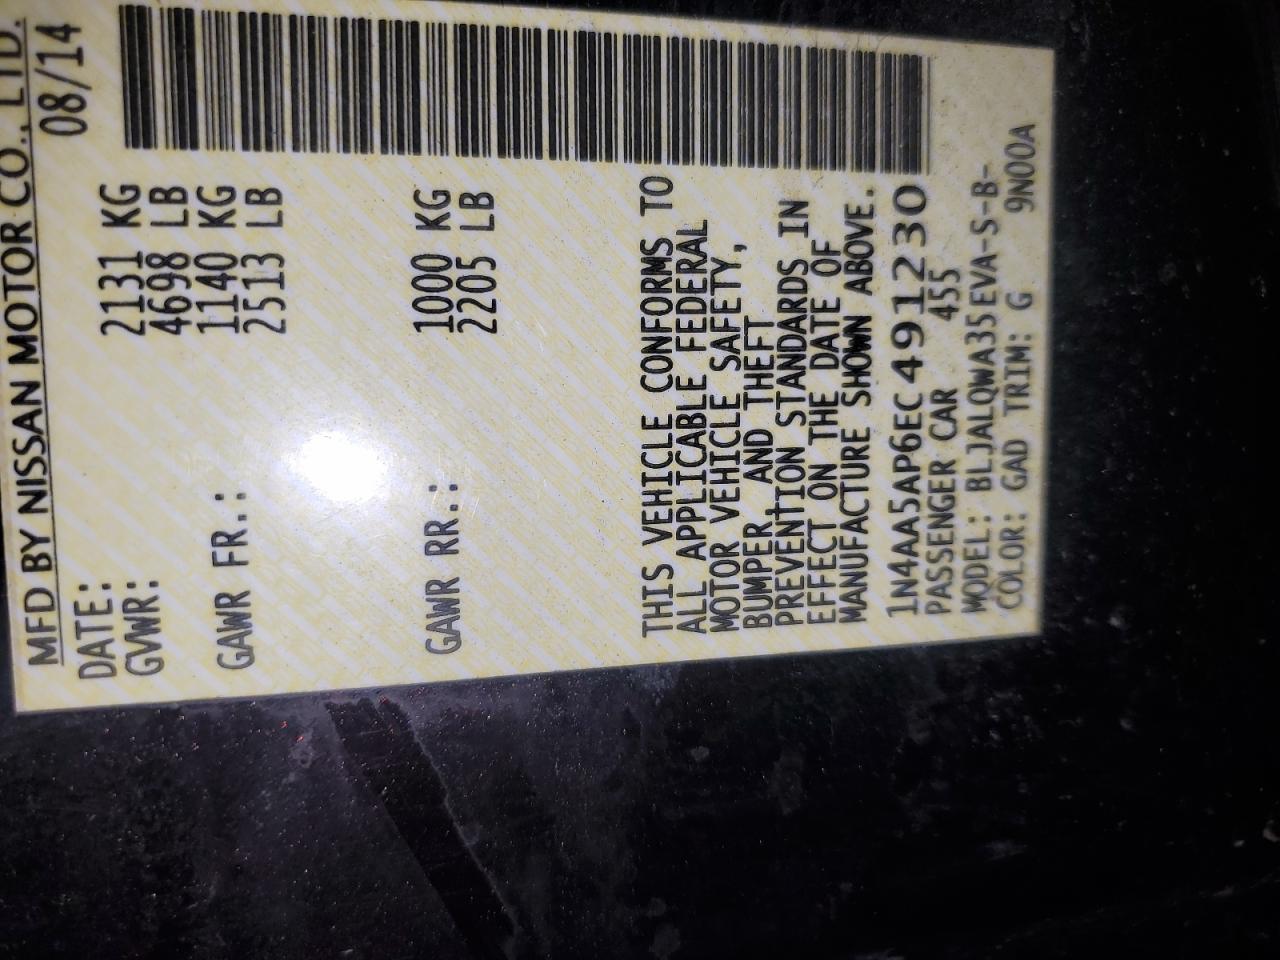 MFD BY NISSAN MOTOR CO., LTD.
DATE: 08/14
GVWR: 2131 KG
4698 LB
GAWR FR.: 1140 KG
2513 LB
GAWR RR.: 1000 KG
2205 LB
THIS VEHICLE CONFORMS TO
ALL APPLICABLE FEDERAL
MOTOR VEHICLE SAFETY,
BUMPER AND THEFT
PREVENTION STANDARDS IN
EFFECT ON THE DATE OF
MANUFACTURE SHOWN ABOVE.
1N4AA5AP6EC491230
PASSENGER CAR 455
MODEL: BLJALQWA35EVA-S-B-
COLOR: GAD TRIM: G 9N00A